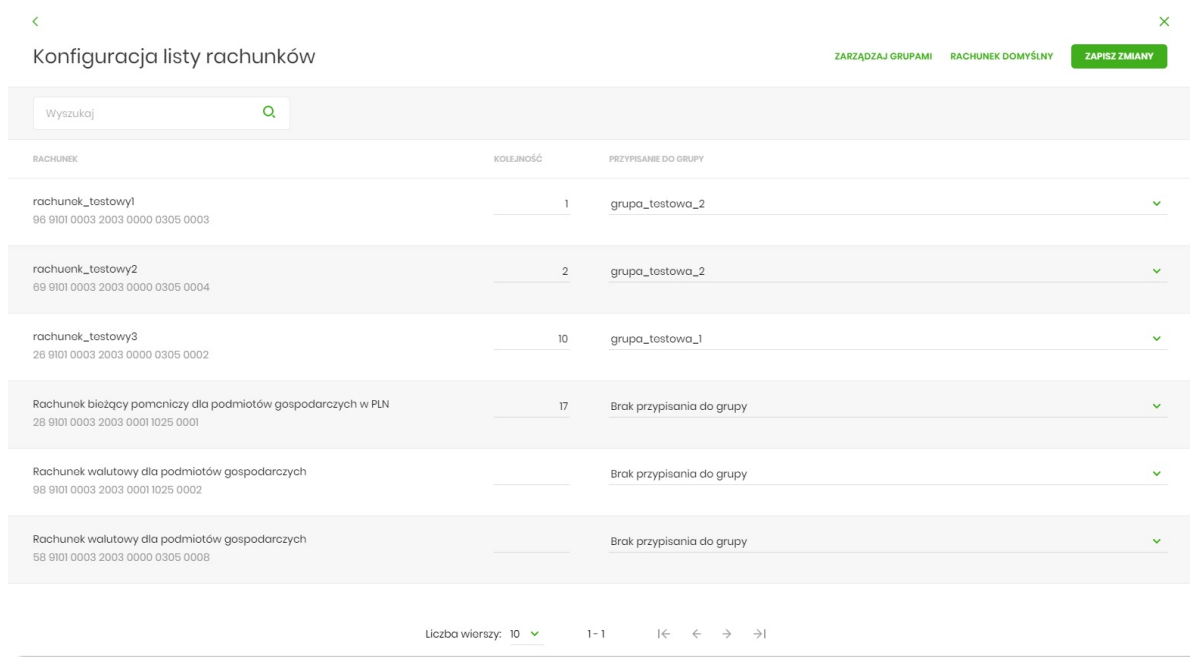 Konfiguracja listy rachunków
ZARZĄDZAJ GRUPAMI RACHUNEK DOMYŚLNY ZAPISZ ZMIANY
Wyszukaj
RACHUNEK KOLEJNOŚĆ PRZYPISANIE DO GRUPY
rachunek_testowy1 1 grupa_testowa_2
96 9101 0003 2003 0000 0305 0003
rachuenk_testowy2 2 grupa_testowa_2
69 9101 0003 2003 0000 0305 0004
rachunek_testowy3 10 grupa_testowa_1
26 9101 0003 2003 0000 0305 0002
Rachunek bieżący pomcniczy dla podmiotów gospodarczych w PLN 17 Brak przypisania do grupy
28 9101 0003 2003 0001 1025 0001
Rachunek walutowy dla podmiotów gospodarczych Brak przypisania do grupy
98 9101 0003 2003 0001 1025 0002
Rachunek walutowy dla podmiotów gospodarczych Brak przypisania do grupy
58 9101 0003 2003 0000 0305 0008
Liczba wierszy: 10 1 - 1